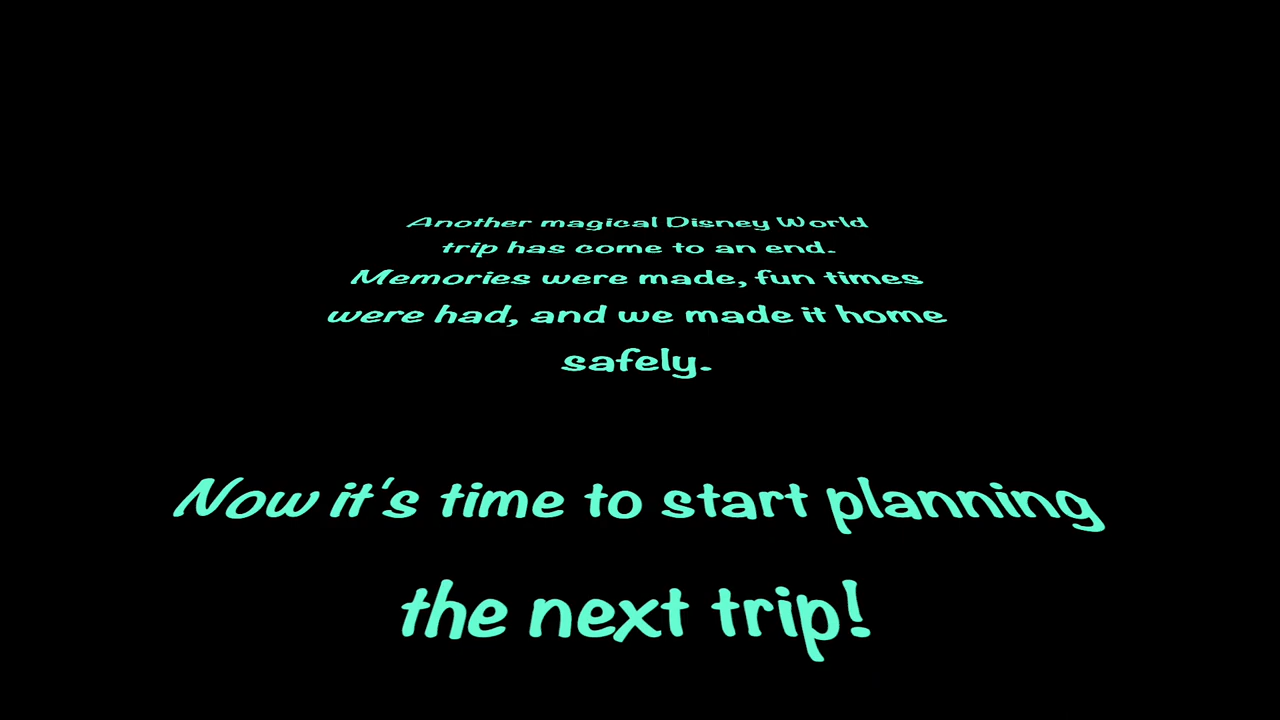 Another magical Disney World
trip has come to an end.
Memories were made, fun times
were had, and we made it home
safely.
Now it's time to start planning
the next trip!